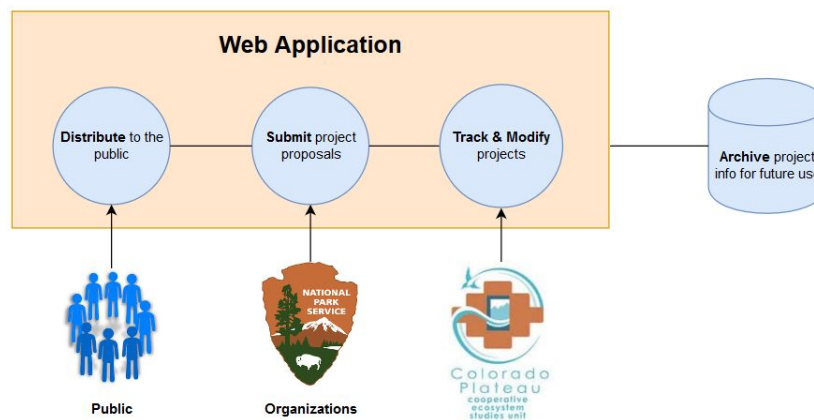 Web Application
Distribute to the
public
Submit project
proposals
Track & Modify
projects
Archive project
info for future use
NATIONAL
PARK
SERVICE
Colorado
Plateau
cooperative
ecosystem
studies unit
Public
Organizations